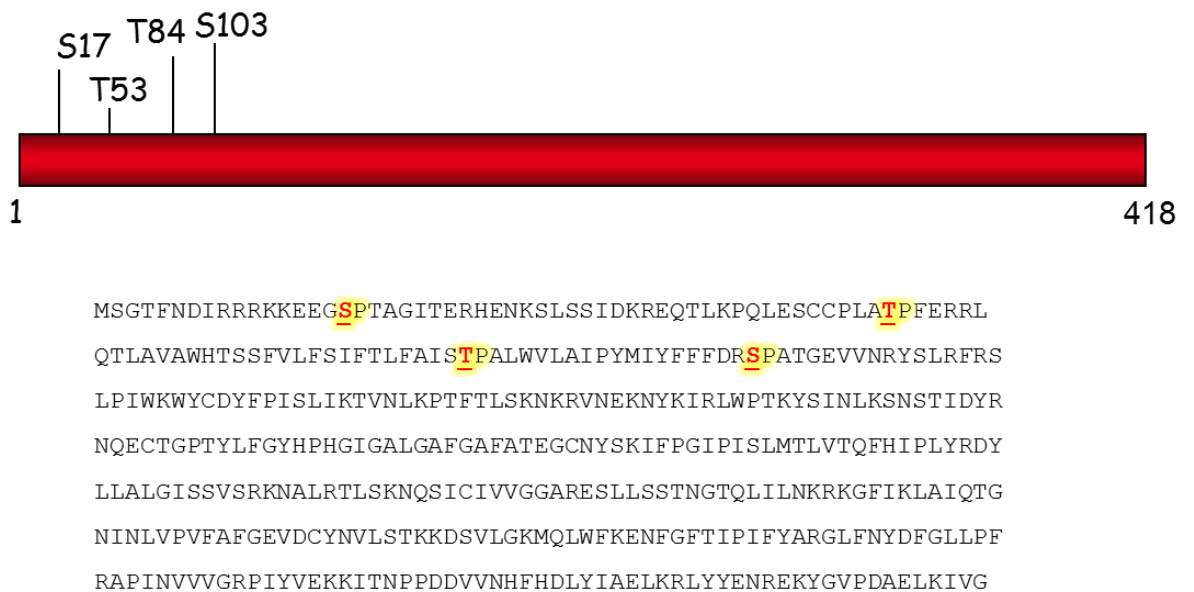 S17 T84 S103
T53
1 418
MSGTFNDIRRRKKEEGSPTAGITERHENKSLSSIDKREQTLKPQLESCCPLATPFERRL
QTLAVAWHTSSFVLFSIFTLFAISTPALWVLAIPYMIYFFFDRSPATGEVVNRYSLRFRS
LPIWKWYCDYFPISLIKTVNLKPTFTLSKNKRVNEKNYKIRLWPTKYSINLKSNSTIDYR
NQECTGPTYLFGYHPHGIGALGAFGAFATEGCNYSKIFPGIPISLMTLVTQFHIPLYRDY
LLALGISSVSRKNALRTLSKNQSICIVVGGARESLLSSTNGTQLILNKRKGFIKLAIQTG
NINLVPVFAFGEVDCYNVLSTKKDSVLGKMQLWFKENFGFTIPIFYARGLFNYDFGLLPF
RAPINVVVGRPIYVEKKITNPPDDVVNHFHDLYIAELKRLYYENREKYGVPDAELKIVG